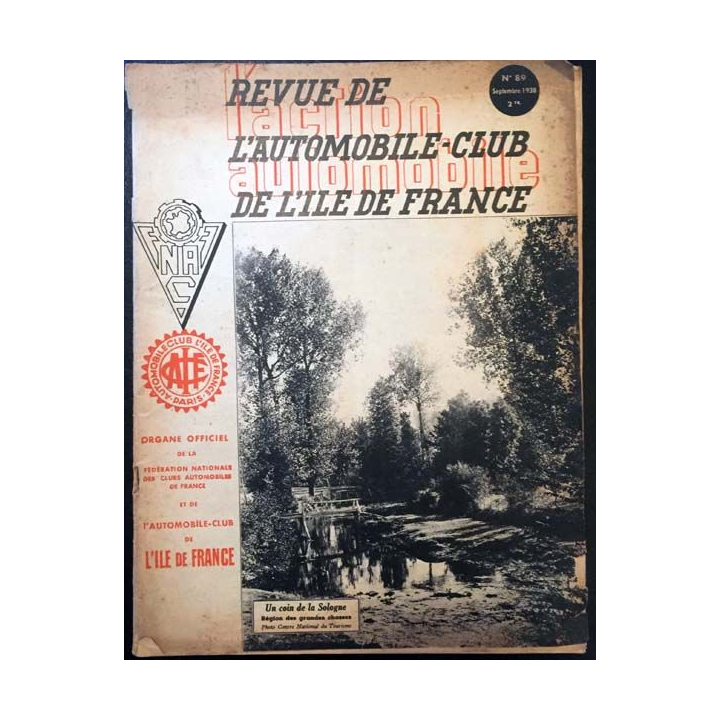 N° 89
Septembre 1938
2 FR.
REVUE DE
l'action
L'AUTOMOBILE-CLUB
automobile
DE L'ILE DE FRANCE
NAC
AUTOMOBILE CLUB L'ILE DE FRANCE
PARIS
ORGANE OFFICIEL
DE LA
FÉDÉRATION NATIONALE
DES CLUBS AUTOMOBILES
DE FRANCE
ET DE
l'AUTOMOBILE-CLUB
DE
L'ILE DE FRANCE
Un coin de la Sologne
Région des grandes chasses
Photo Centre National du Tourisme